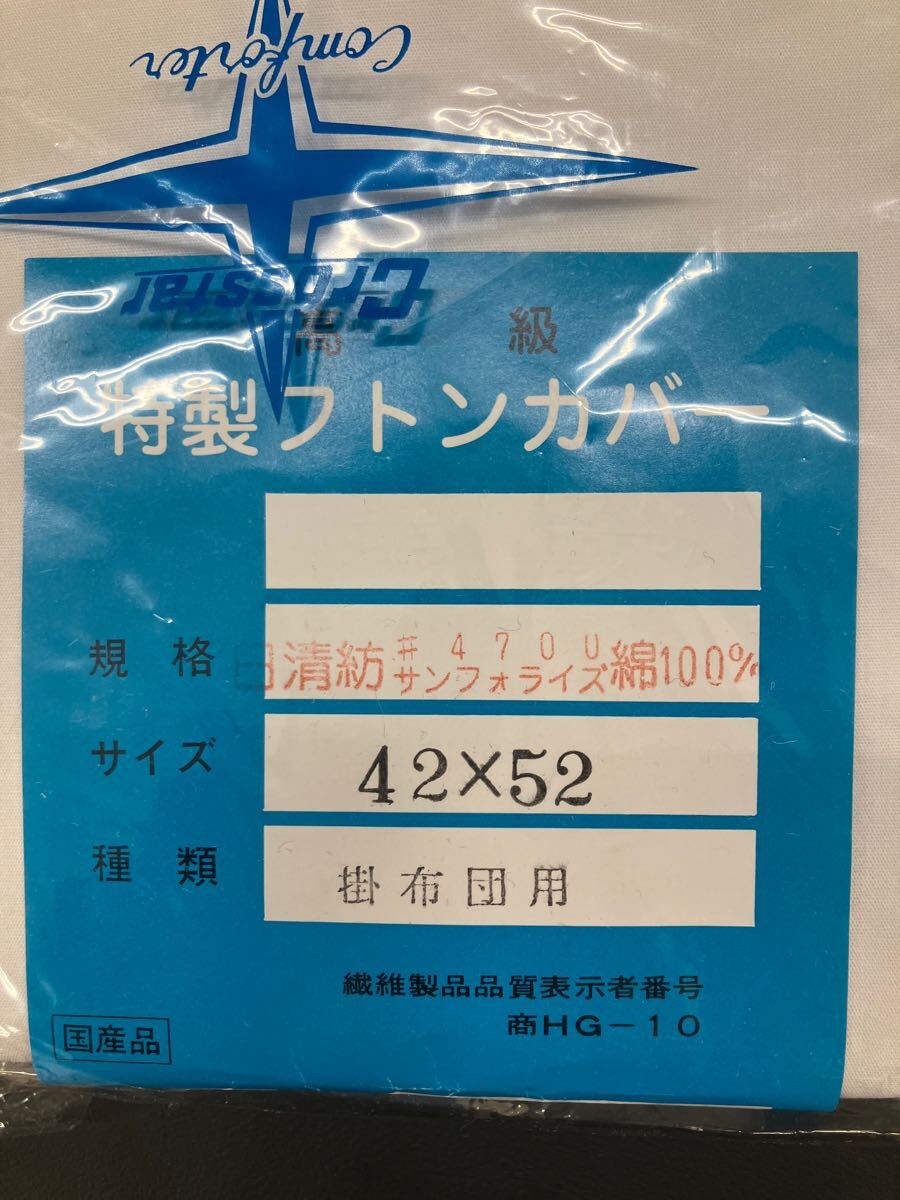 Comforter
Crosstar
高級
特製フトンカバー
規格 日清紡 #4700 サンフォライズ 綿100%
サイズ 42×52
種類 掛布団用
繊維製品品質表示者番号
商HG-10
国産品